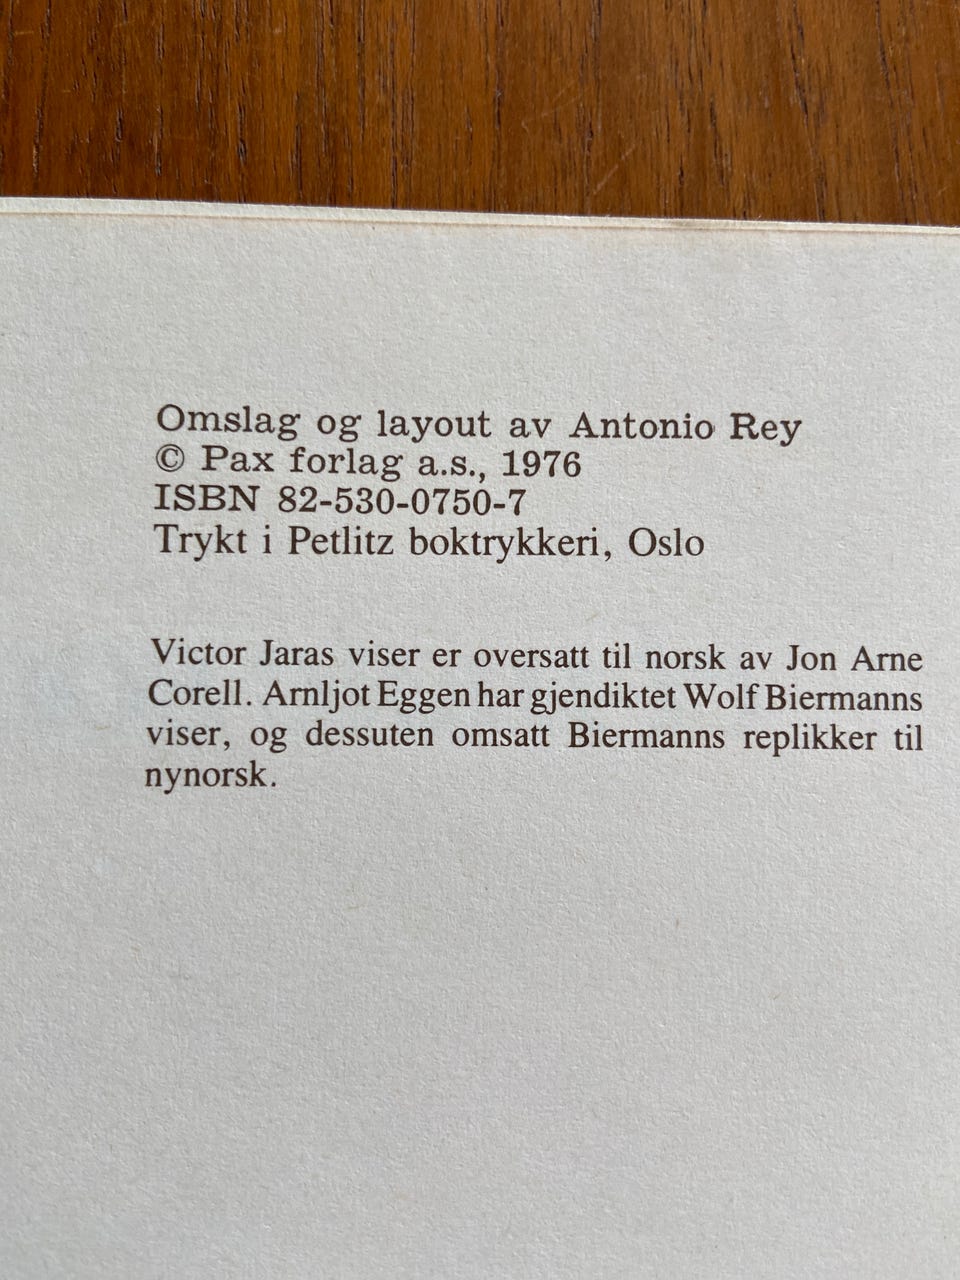 Omslag og layout av Antonio Rey
© Pax forlag a.s., 1976
ISBN 82-530-0750-7
Trykt i Petlitz boktrykkeri, Oslo
Victor Jaras viser er oversatt til norsk av Jon Arne
Corell. Arnljot Eggen har gjendiktet Wolf Biermanns
viser, og dessuten omsatt Biermanns replikker til
nynorsk.